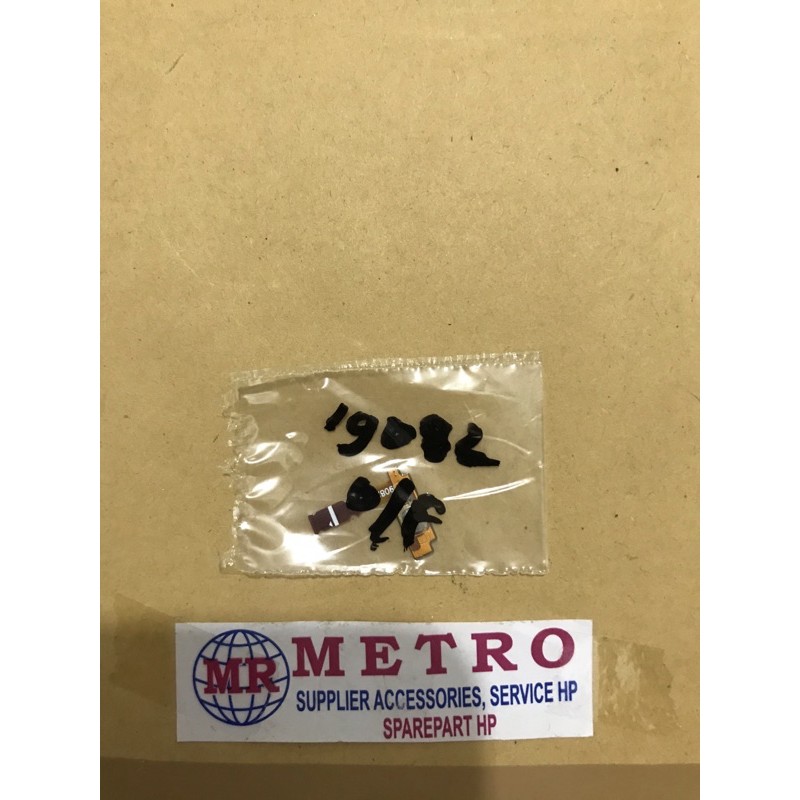 19082
O/F
MR METRO
SUPPLIER ACCESSORIES, SERVICE HP
SPAREPART HP